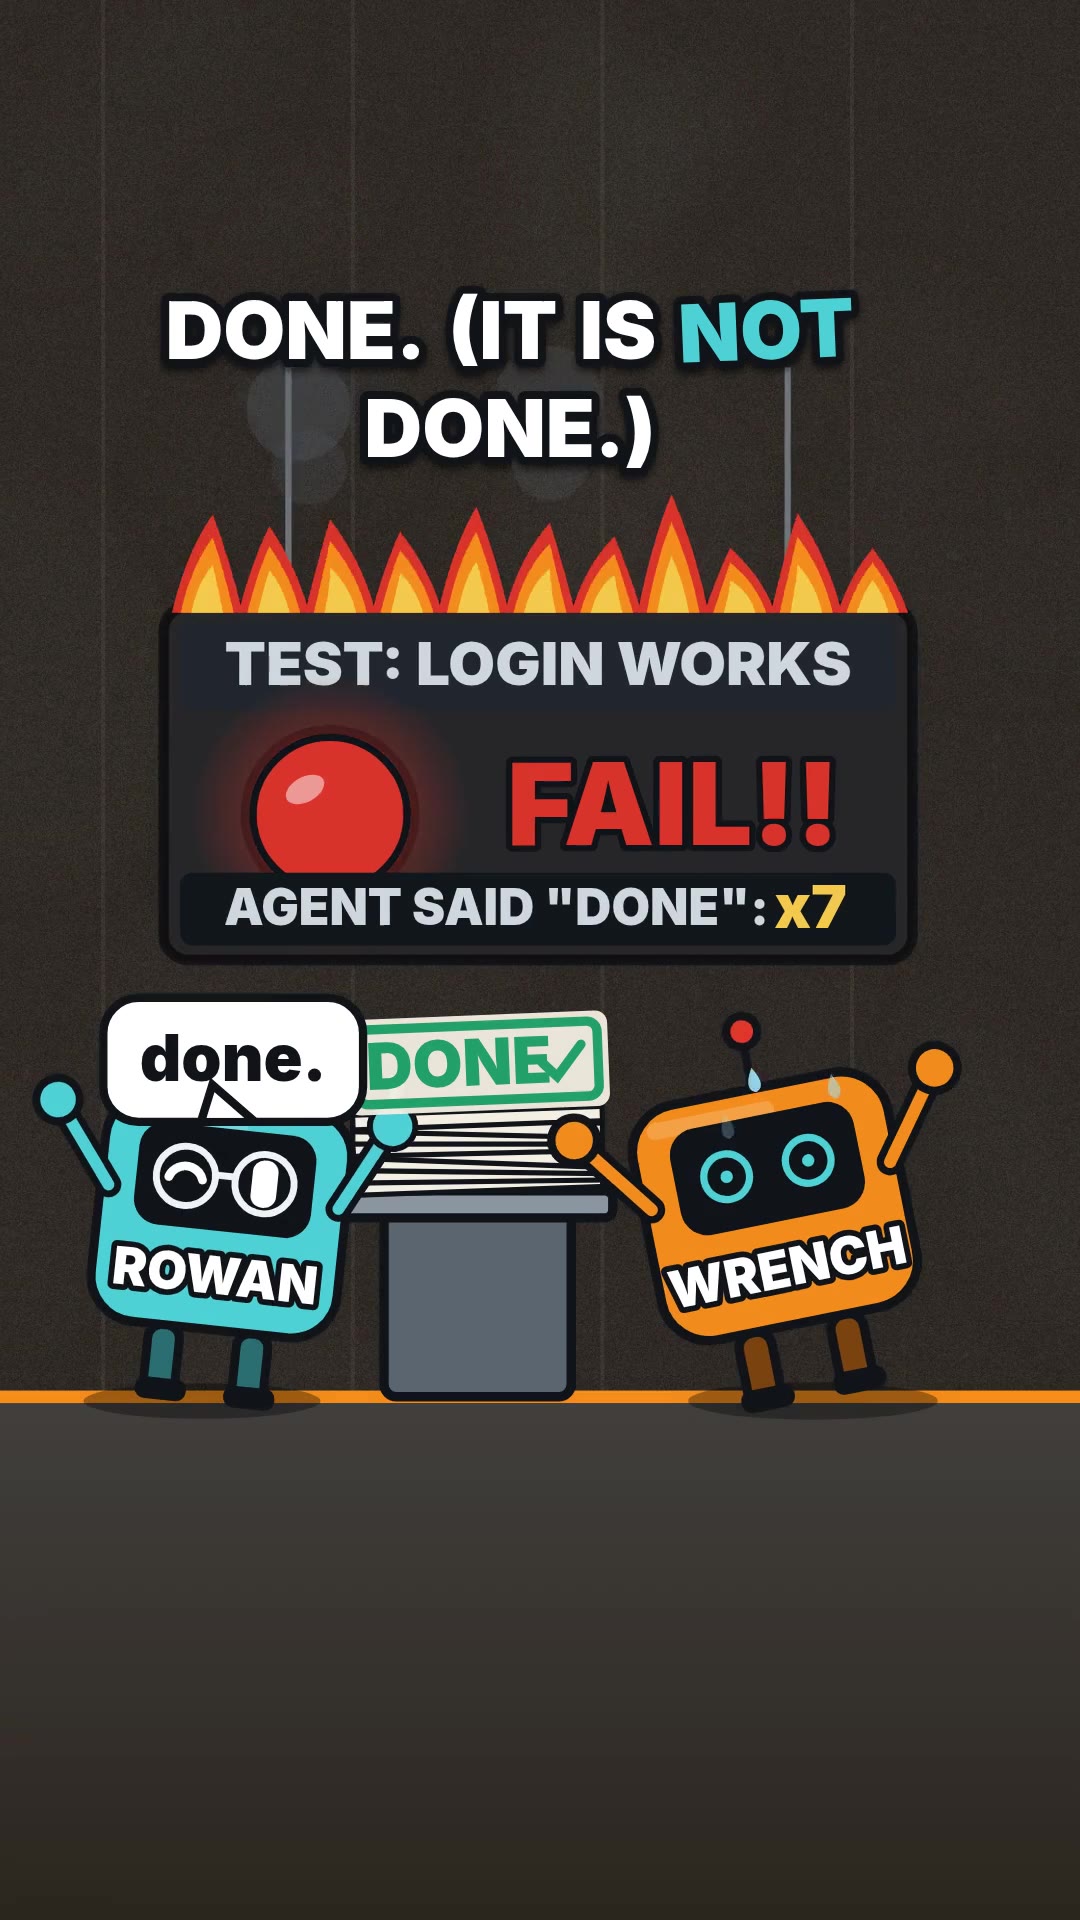 DONE. (IT IS NOT
DONE.)
TEST: LOGIN WORKS
FAIL!!
AGENT SAID "DONE": x7
done.
DONE✓
ROWAN
WRENCH